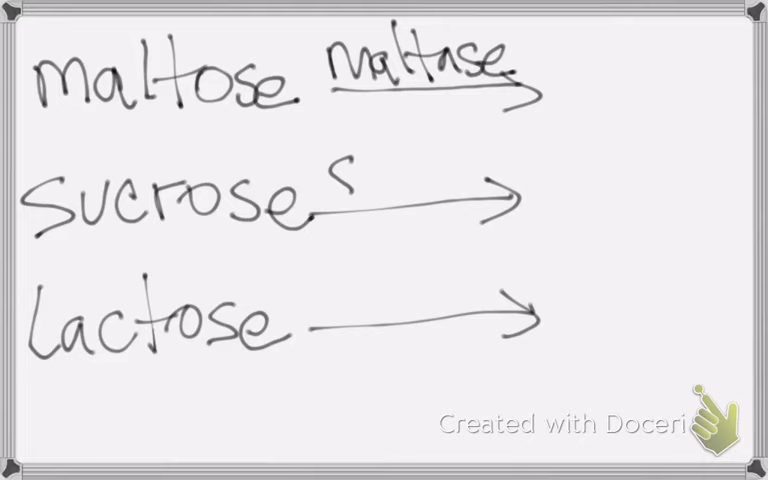 maltose maltase
sucrose s
Lactose
Created with Doceri